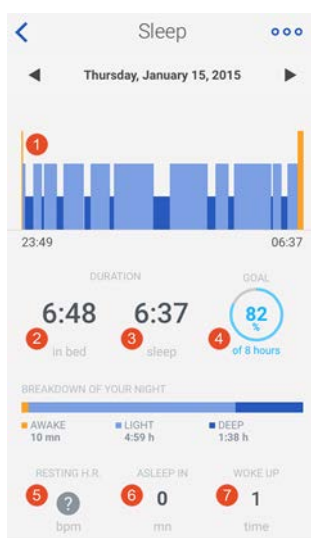 Sleep
Thursday, January 15, 2015
1
23:49 06:37
DURATION GOAL
6:48 6:37 82
%
2 in bed 3 sleep 4 of 8 hours
BREAKDOWN OF YOUR NIGHT
AWAKE LIGHT DEEP
10 mn 4:59 h 1:38 h
RESTING H.R. ASLEEP IN WOKE UP
5 ? 6 0 7 1
bpm mn time